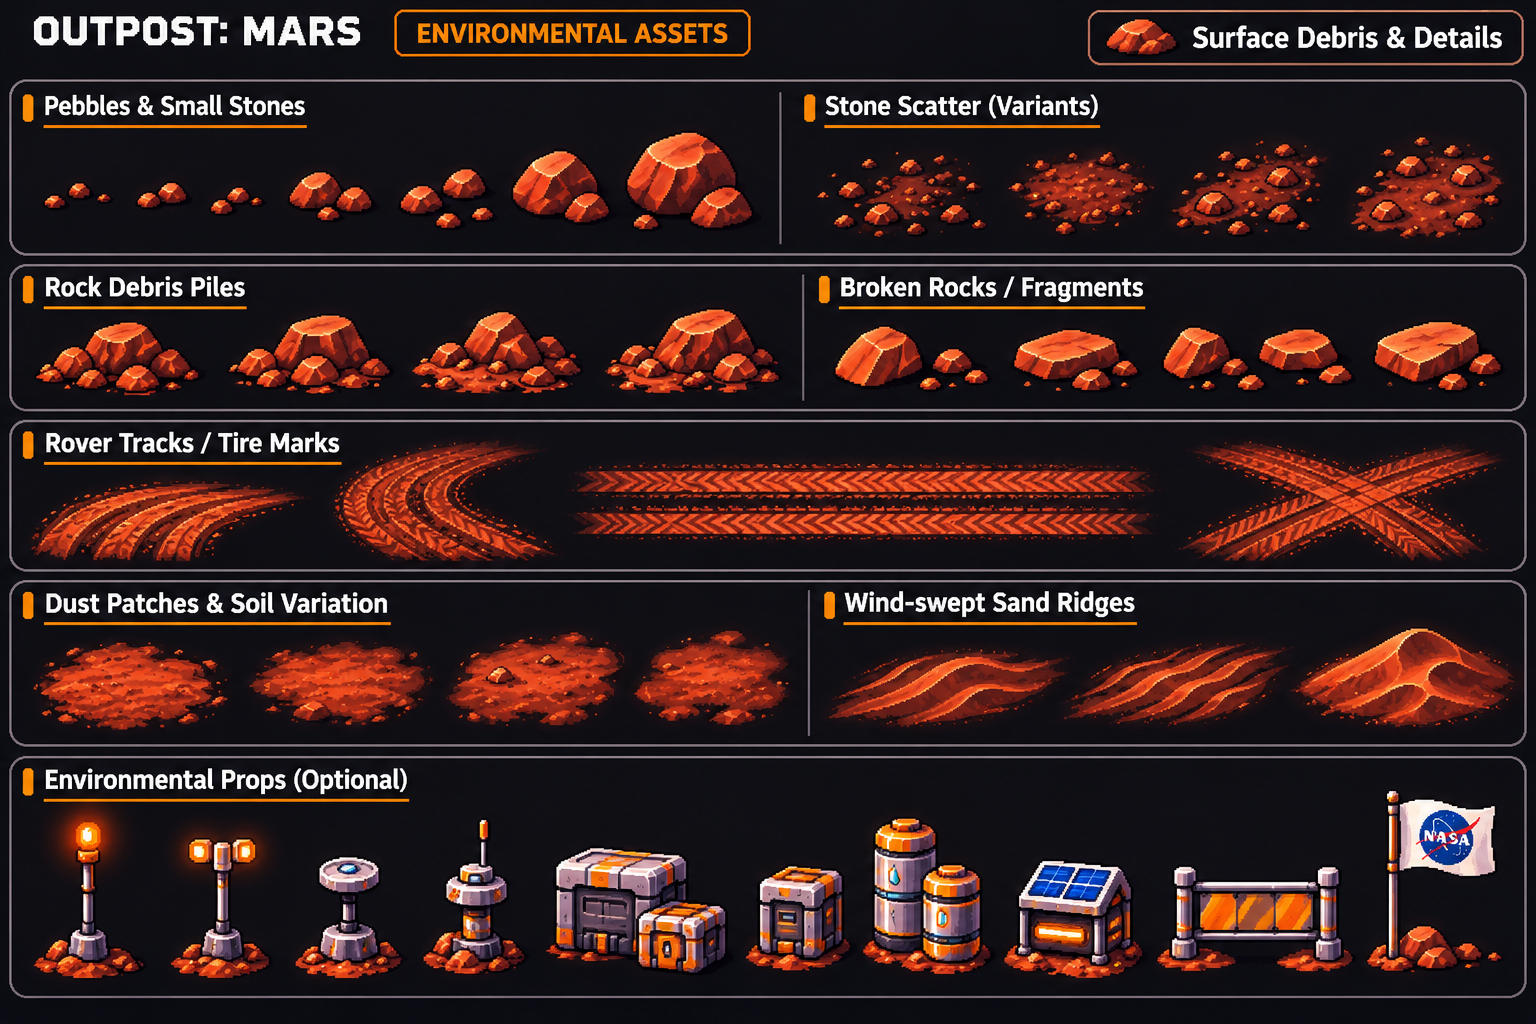 OUTPOST: MARS
ENVIRONMENTAL ASSETS
Surface Debris & Details
Pebbles & Small Stones
Stone Scatter (Variants)
Rock Debris Piles
Broken Rocks / Fragments
Rover Tracks / Tire Marks
Dust Patches & Soil Variation
Wind-swept Sand Ridges
Environmental Props (Optional)
NASA